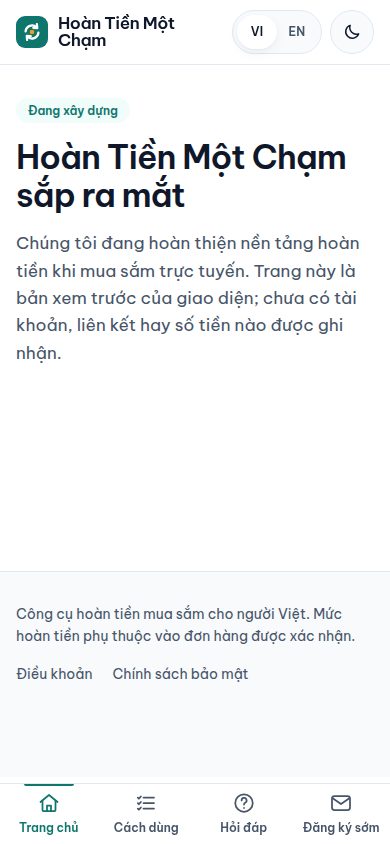 Hoàn Tiền Một
Chạm
VI
EN
Đang xây dựng
Hoàn Tiền Một Chạm
sắp ra mắt
Chúng tôi đang hoàn thiện nền tảng hoàn
tiền khi mua sắm trực tuyến. Trang này là
bản xem trước của giao diện; chưa có tài
khoản, liên kết hay số tiền nào được ghi
nhận.
Công cụ hoàn tiền mua sắm cho người Việt. Mức
hoàn tiền phụ thuộc vào đơn hàng được xác nhận.
Điều khoản Chính sách bảo mật
Trang chủ Cách dùng Hỏi đáp Đăng ký sớm